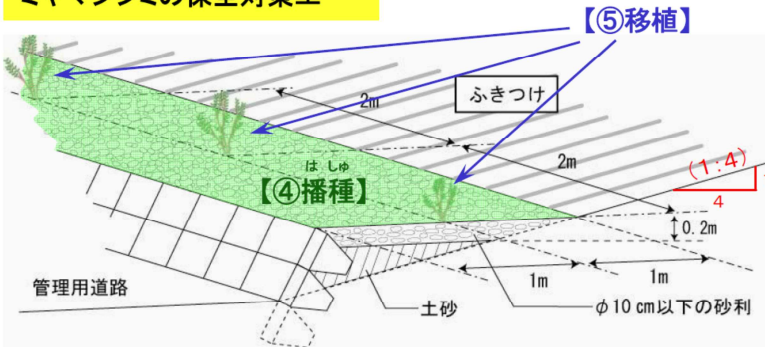 【⑤移植】
2m
ふきつけ
2m
は しゅ
【④播種】
(1:4)
4
0.2m
1m
1m
管理用道路
土砂
φ10㎝以下の砂利